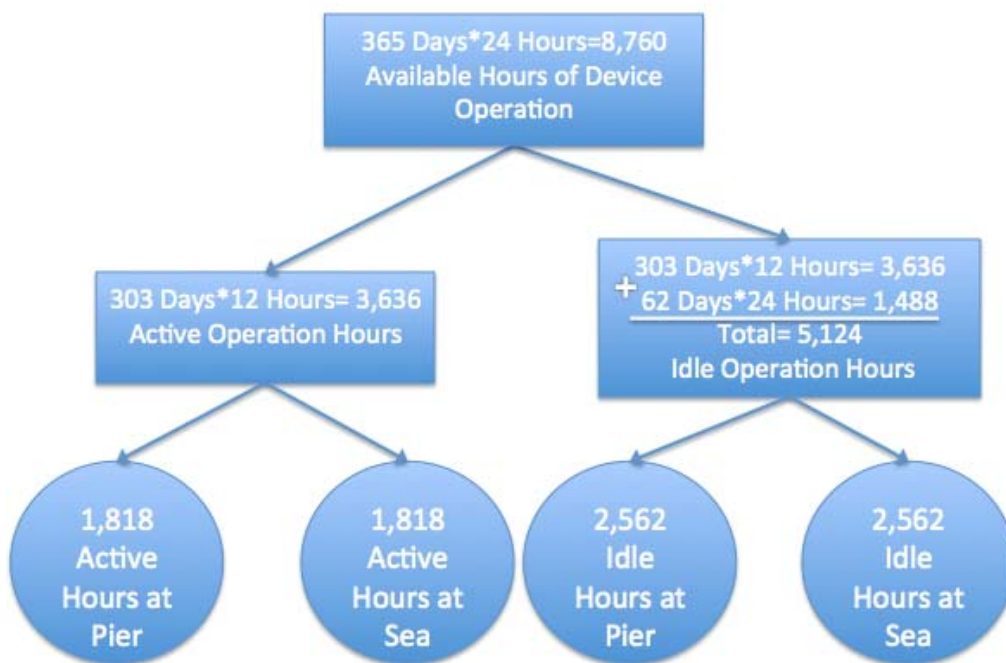 365 Days*24 Hours=8,760
Available Hours of Device
Operation
303 Days*12 Hours= 3,636
Active Operation Hours
303 Days*12 Hours= 3,636
+ 62 Days*24 Hours= 1,488
Total= 5,124
Idle Operation Hours
1,818
Active
Hours at
Pier
1,818
Active
Hours at
Sea
2,562
Idle
Hours at
Pier
2,562
Idle
Hours at
Sea